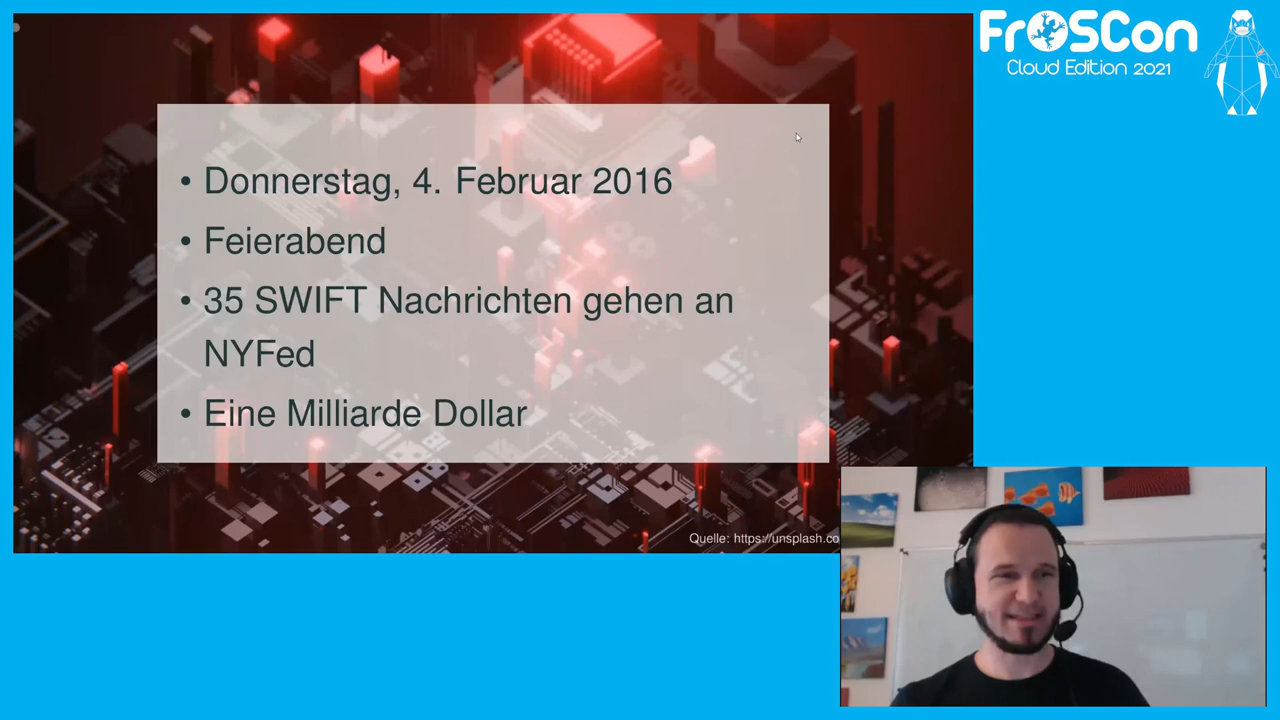 FrOSCon
Cloud Edition 2021
• Donnerstag, 4. Februar 2016
• Feierabend
• 35 SWIFT Nachrichten gehen an
NYFed
• Eine Milliarde Dollar
Quelle: https://unsplash.co